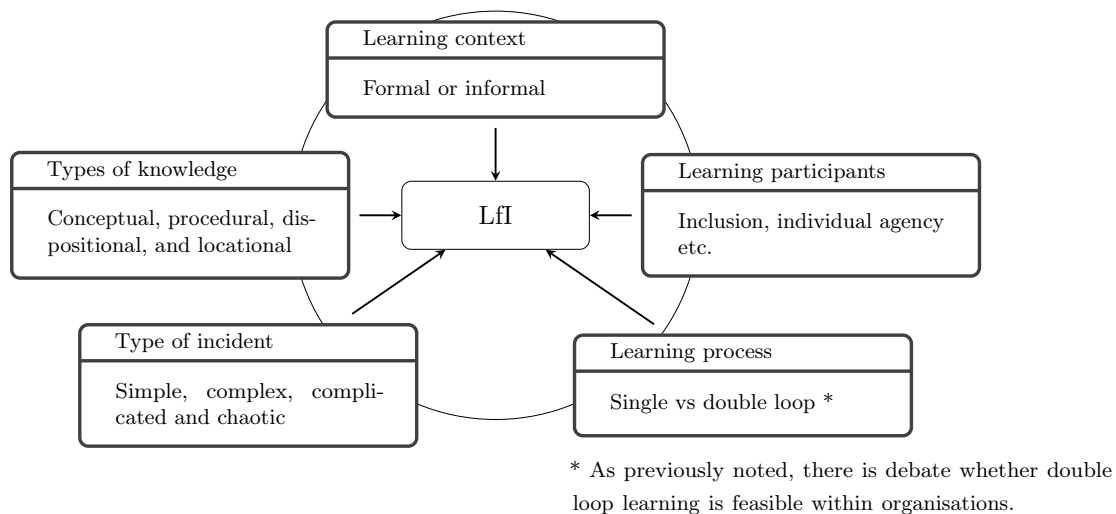 Learning context
Formal or informal
Types of knowledge
Conceptual, procedural, dis-
positional, and locational
LfI
Learning participants
Inclusion, individual agency
etc.
Type of incident
Simple, complex, compli-
cated and chaotic
Learning process
Single vs double loop *
* As previously noted, there is debate whether double
loop learning is feasible within organisations.